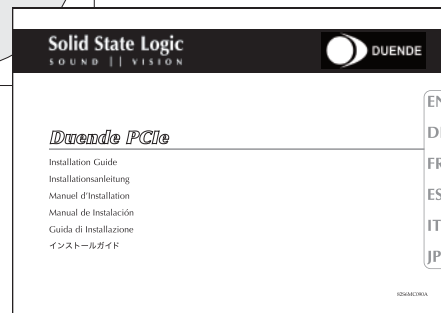 Solid State Logic
SOUND || VISION
DUENDE
Duende PCIe
Installation Guide
Installationsanleitung
Manuel d'Installation
Manual de Instalación
Guida di Installazione
インストールガイド
EN
DE
FR
ES
IT
JP
82S6MC090A